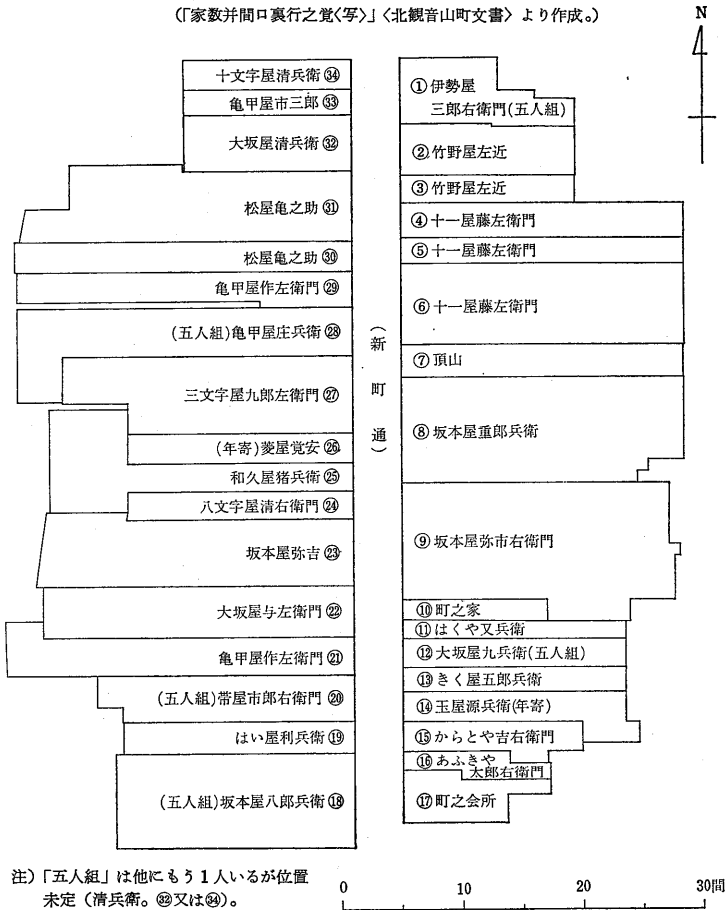 (「家数并間口裏行之覚〈写〉」〈北観音山町文書〉より作成。)
N
十文字屋清兵衛㉞
亀甲屋市三郎㉝
大坂屋清兵衛㉜
松屋亀之助㉛
松屋亀之助㉚
亀甲屋作左衛門㉙
(五人組)亀甲屋庄兵衛㉘
三文字屋九郎左衛門㉗
(年寄)菱屋覚安㉖
和久屋猪兵衛㉕
八文字屋清右衛門㉔
坂本屋弥吉㉓
大坂屋与左衛門㉒
亀甲屋作左衛門㉑
(五人組)帯屋市郎右衛門⑳
はい屋利兵衛⑲
(五人組)坂本屋八郎兵衛⑱
(新町通)
①伊勢屋
三郎右衛門(五人組)
②竹野屋左近
③竹野屋左近
④十一屋藤左衛門
⑤十一屋藤左衛門
⑥十一屋藤左衛門
⑦頂山
⑧坂本屋重郎兵衛
⑨坂本屋弥市右衛門
⑩町之家
⑪はくや又兵衛
⑫大坂屋九兵衛(五人組)
⑬きく屋五郎兵衛
⑭玉屋源兵衛(年寄)
⑮からとや吉右衛門
⑯あふきや
太郎右衛門
⑰町之会所
注)「五人組」は他にもう1人いるが位置
未定(清兵衛。㉜又は㉞)。
0 10 20 30間